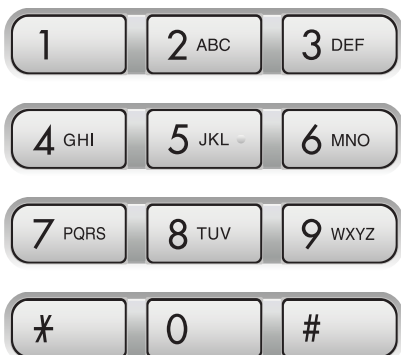 1 2 ABC 3 DEF
4 GHI 5 JKL 6 MNO
7 PQRS 8 TUV 9 WXYZ
* 0 #